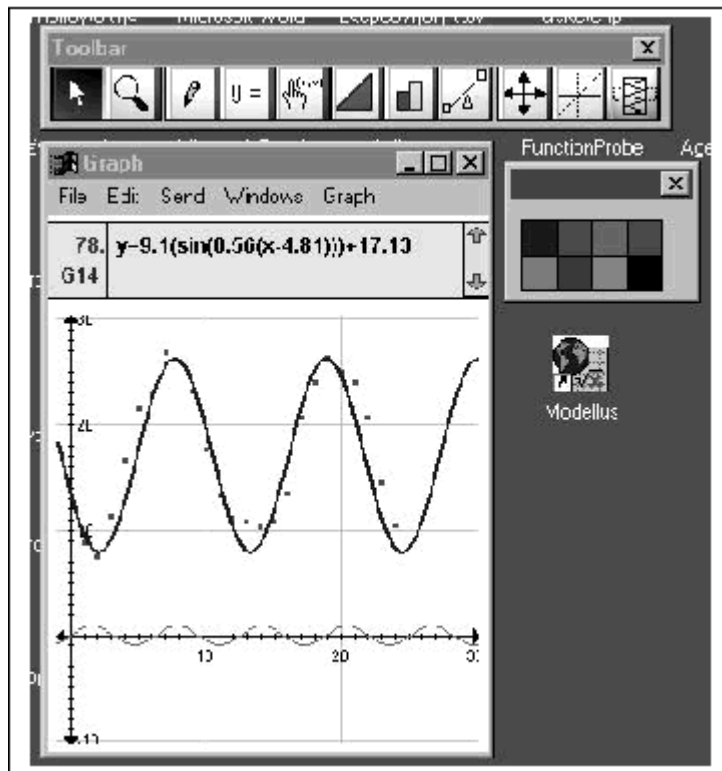 Toolbar
y =
FunctionProbe
Graph
File Edit Send Windows Graph
78. y=9.1(sin(0.56(x-4.81)))+17.10
G14
Modellus
10 20